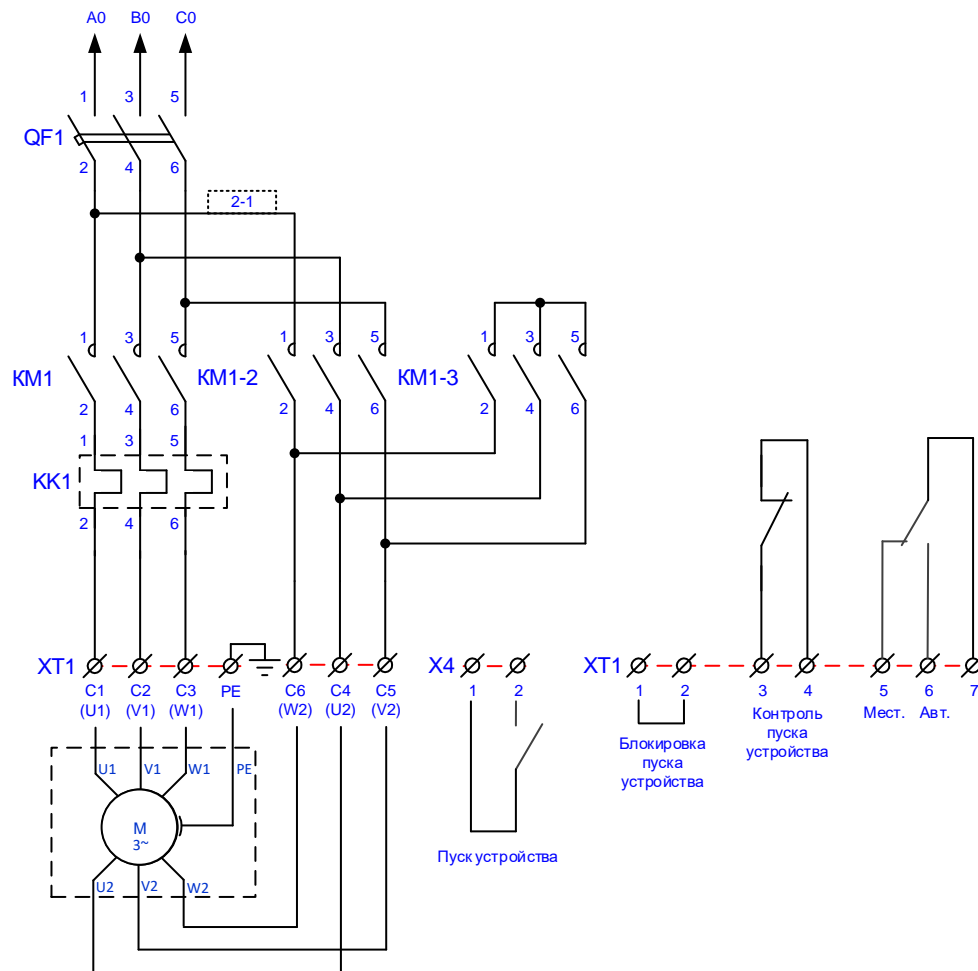 A0 B0 C0
1 3 5
QF1
2 4 6
2-1
1 3 5 1 3 5 1 3 5
КМ1 КМ1-2 КМ1-3
2 4 6 2 4 6 2 4 6
1 3 5
КК1
2 4 6
XT1 X4 XT1
C1 C2 C3 PE C6 C4 C5 1 2 1 2 3 4 5 6 7
(U1) (V1) (W1) (W2) (U2) (V2)
Мест. Авт.
Контроль
пуска
устройства
Блокировка
пуска
устройства
U1 V1 W1 PE
M
3~
Пуск устройства
U2 V2 W2